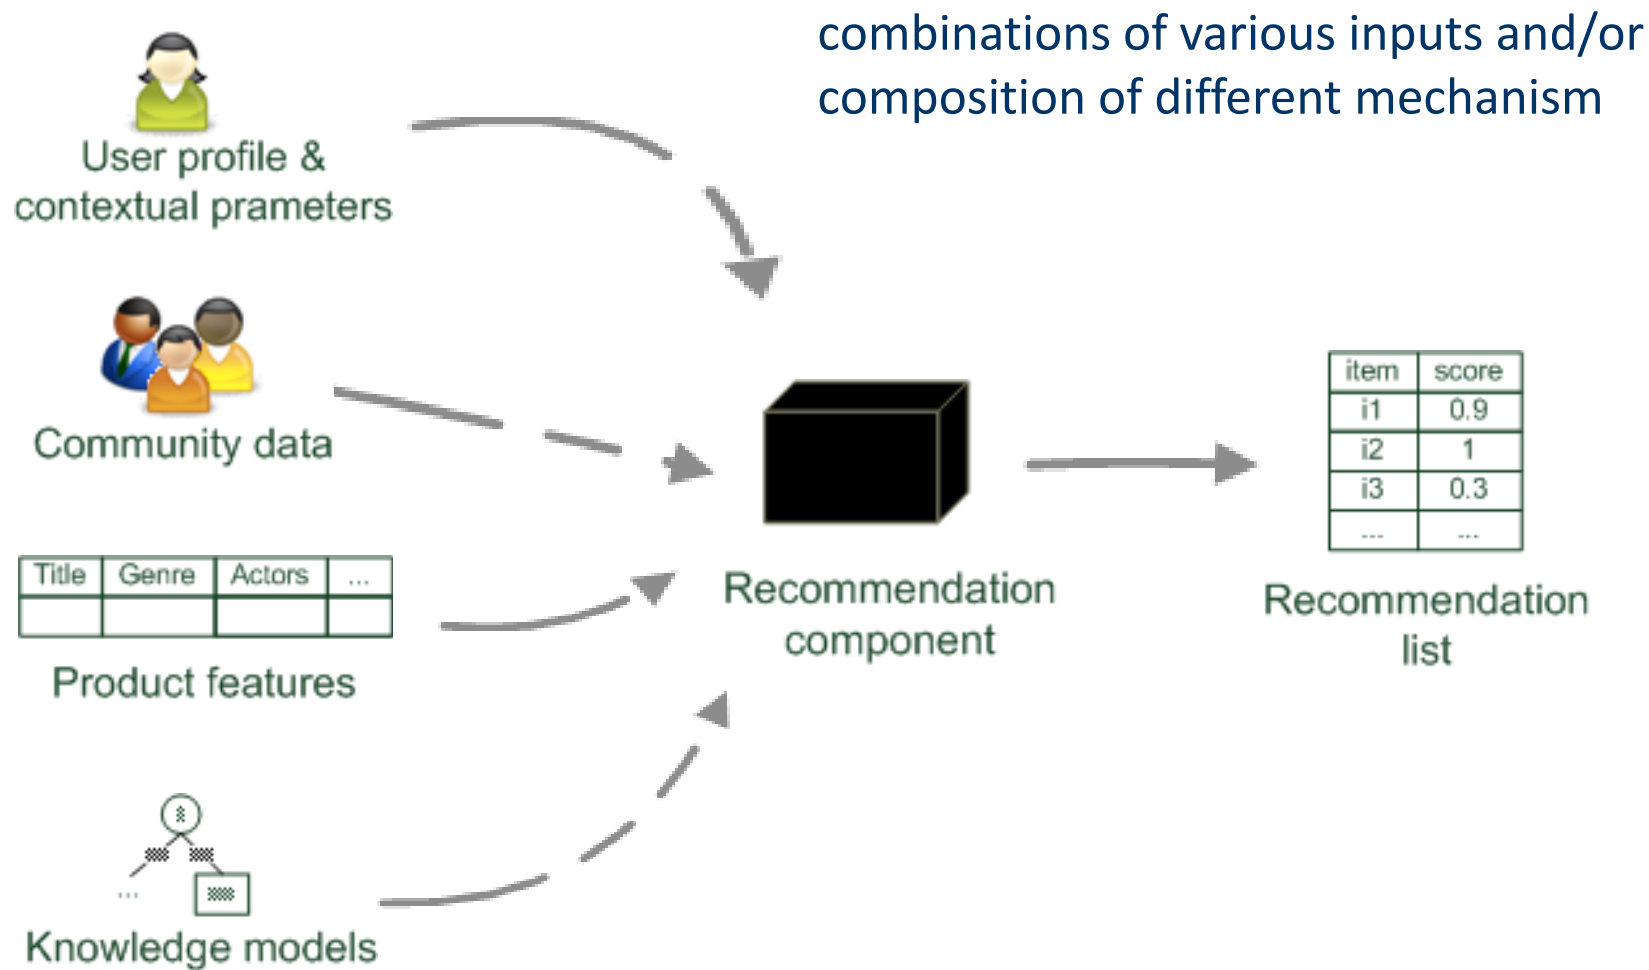 combinations of various inputs and/or
composition of different mechanism
User profile &
contextual prameters
Community data
Title Genre Actors ...
Product features
Knowledge models
...
Recommendation
component
item score
i1 0.9
i2 1
i3 0.3
... ...
Recommendation
list